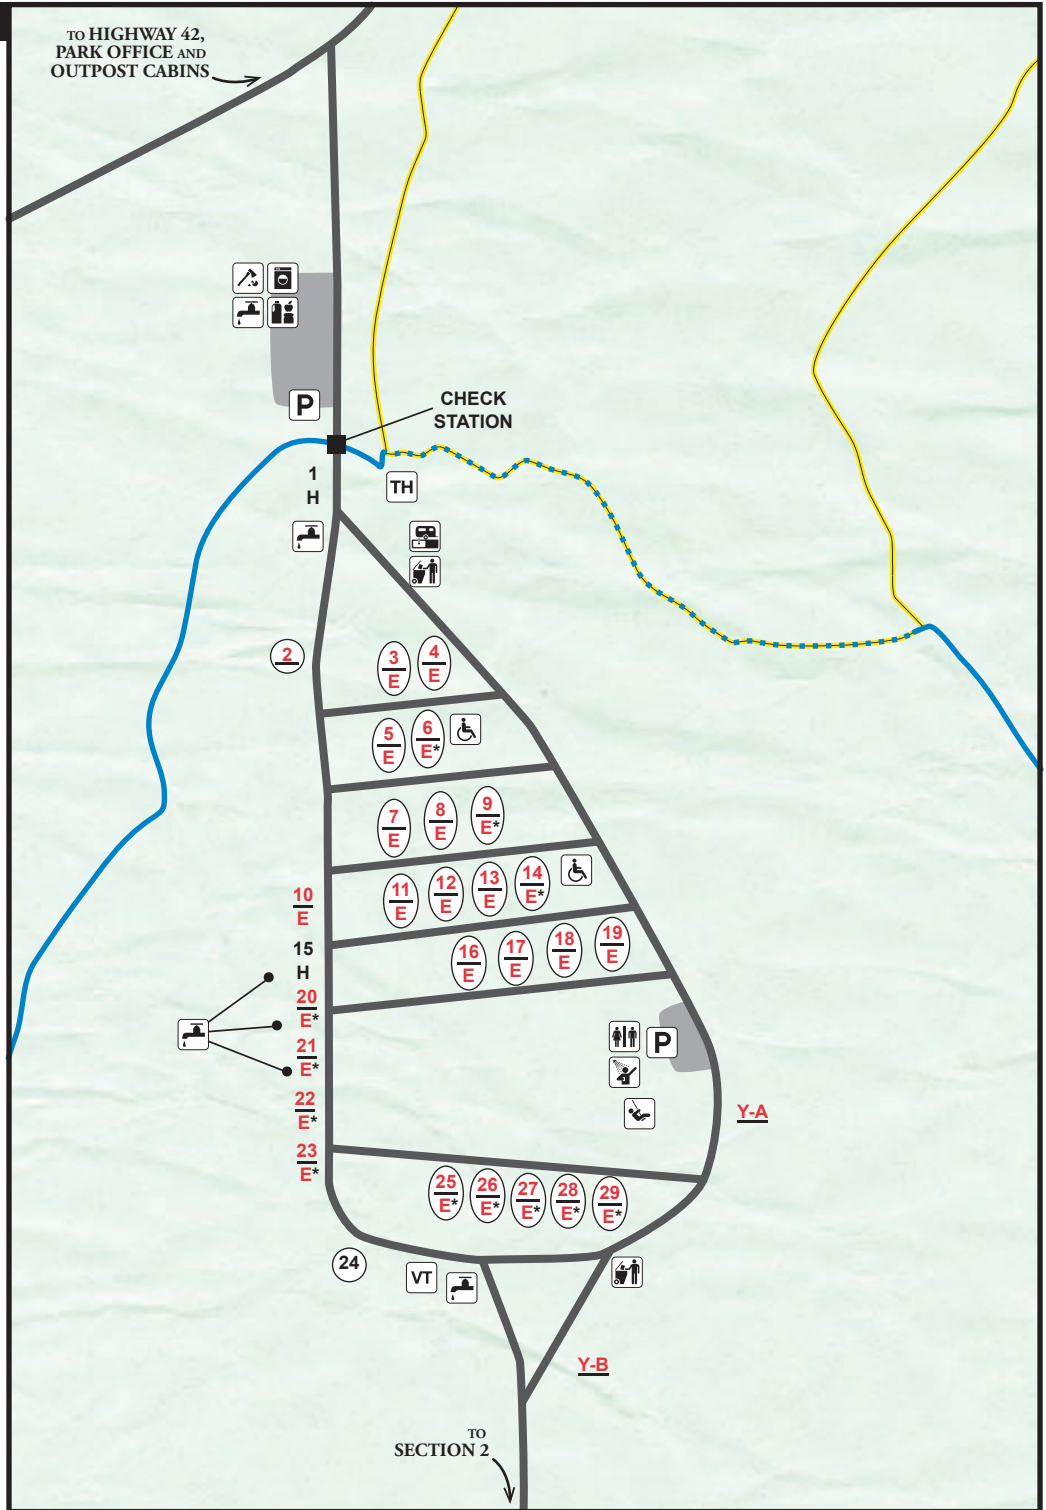 TO HIGHWAY 42,
PARK OFFICE AND
OUTPOST CABINS
P
CHECK
STATION
1
H
TH
2
3
E
4
E
5
E
6
E*
7
E
8
E
9
E*
10
E
11
E
12
E
13
E
14
E*
15
H
16
E
17
E
18
E
19
E
20
E*
21
E*
P
22
E*
Y-A
23
E*
25
E*
26
E*
27
E*
28
E*
29
E*
24
VT
Y-B
TO
SECTION 2